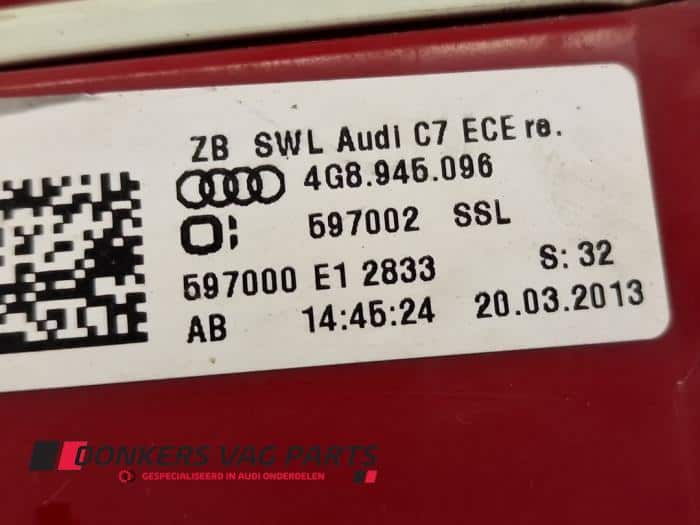 ZB SWL Audi C7 ECE re.
4G8.945.096
597002 SSL
597000 E1 2833 S: 32
AB 14:45:24 20.03.2013
DONKERS VAG PARTS
GESPECIALISEERD IN AUDI ONDERDELEN